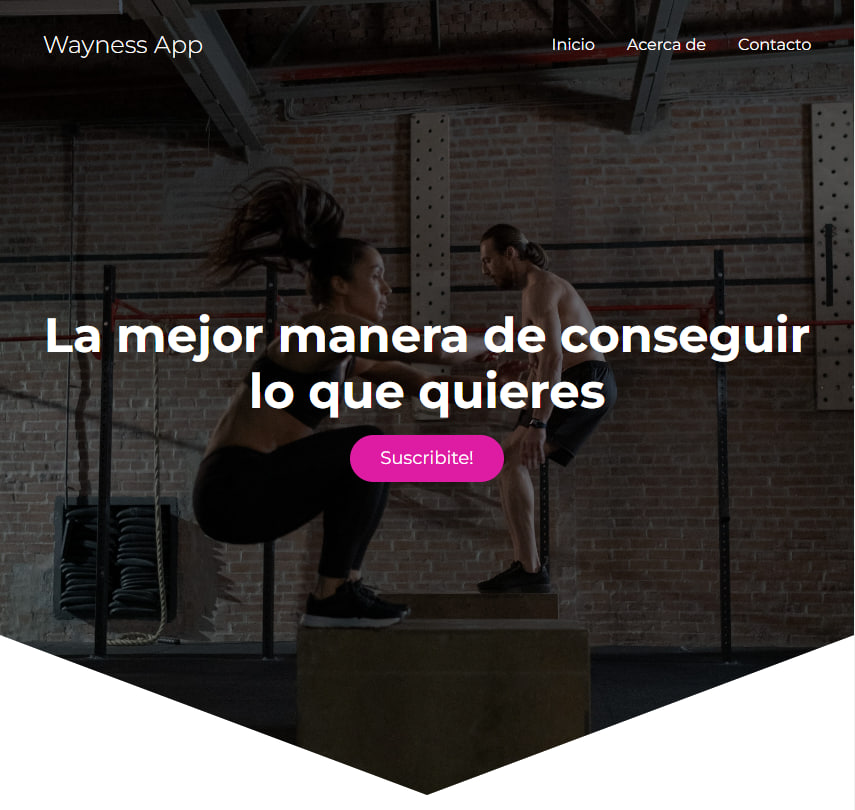 Wayness App
Inicio
Acerca de
Contacto
La mejor manera de conseguir
lo que quieres
Suscribite!